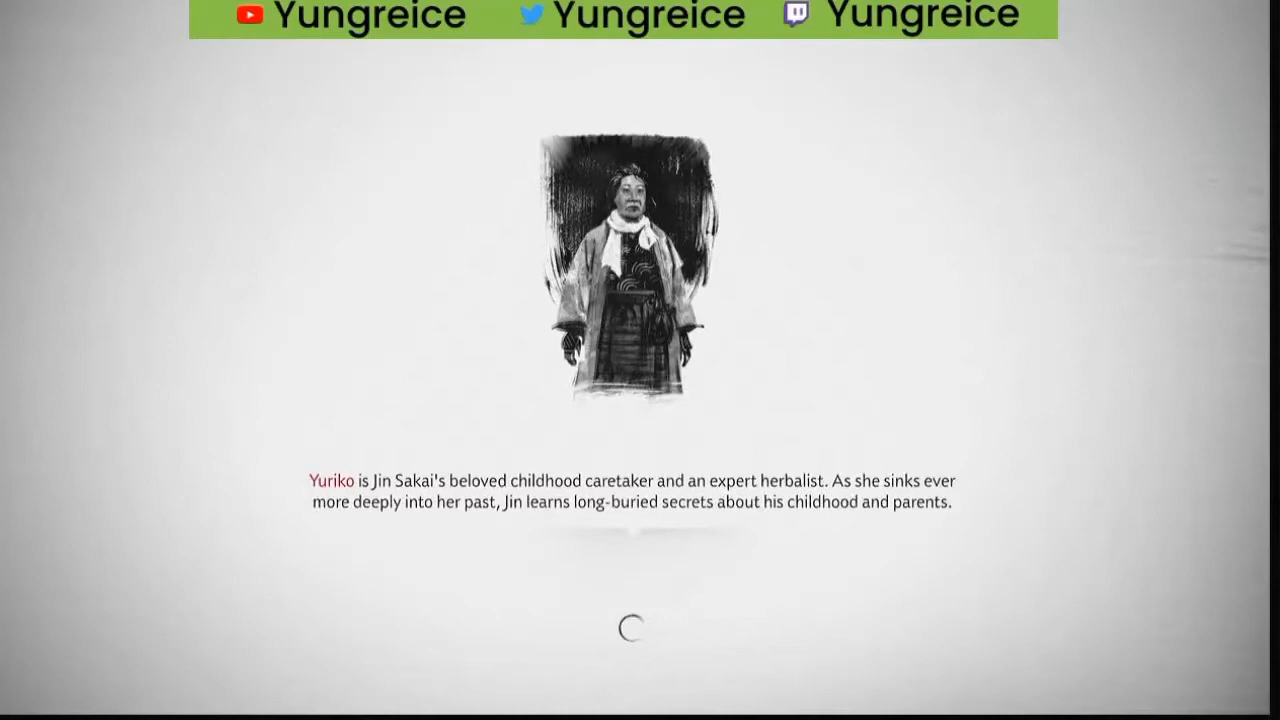 Yungreice Yungreice Yungreice
Yuriko is Jin Sakai's beloved childhood caretaker and an expert herbalist. As she sinks ever
more deeply into her past, Jin learns long-buried secrets about his childhood and parents.